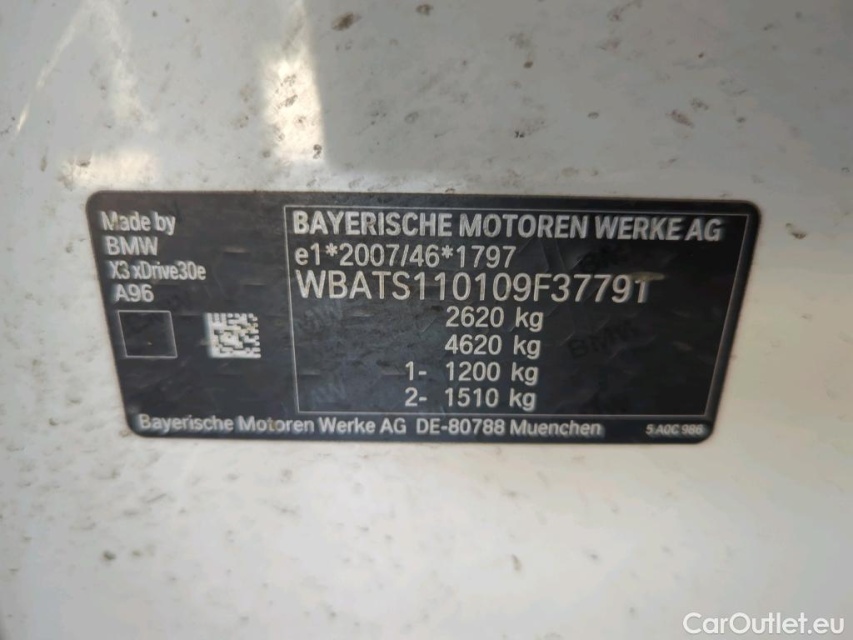 Made by
BMW
X3 xDrive30e
A96
BAYERISCHE MOTOREN WERKE AG
e1*2007/46*1797
WBATS110109F37791
2620 kg
4620 kg
1- 1200 kg
2- 1510 kg
Bayerische Motoren Werke AG DE-80788 Muenchen
5 A0C 986
CarOutlet.eu